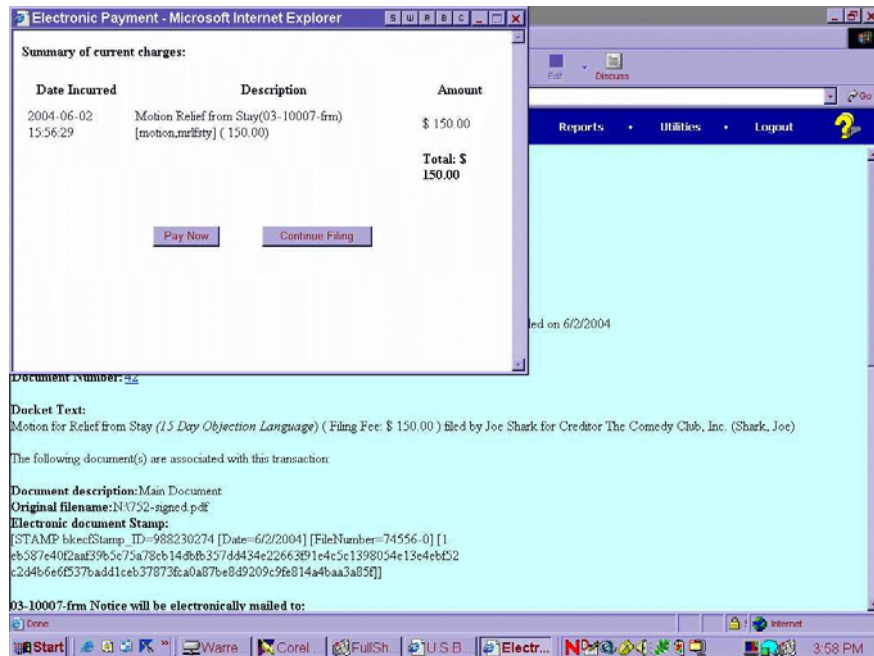 Electronic Payment - Microsoft Internet Explorer
S W R B C
Summary of current charges:
Date Incurred Description Amount
2004-06-02 Motion Relief from Stay(03-10007-frm) $ 150.00
15:56:29 [motion,mrlfsty] ( 150.00)
Total: $
150.00
Pay Now Continue Filing
Edit Discuss
Go
Reports • Utilities • Logout ?
led on 6/2/2004
Document Number: 42
Docket Text:
Motion for Relief from Stay (15 Day Objection Language) ( Filing Fee: $ 150.00 ) filed by Joe Shark for Creditor The Comedy Club, Inc. (Shark, Joe)
The following document(s) are associated with this transaction:
Document description:Main Document
Original filename:N:\752-signed.pdf
Electronic document Stamp:
[STAMP bkecfStamp_ID=988230274 [Date=6/2/2004] [FileNumber=74556-0] [1
eb587e40f2aaf39b5c75a78cb14dbfb357dd434e22663f91e4c5c1398054e13e4ebf52
c2d4b6e6f537badd1ceb37873fca0a87be8d9209c9fe814a4baa3a85f]]
03-10007-frm Notice will be electronically mailed to:
Done Internet
Start Warre... Corel ... FullSh... U S B... Electr... 3:58 PM